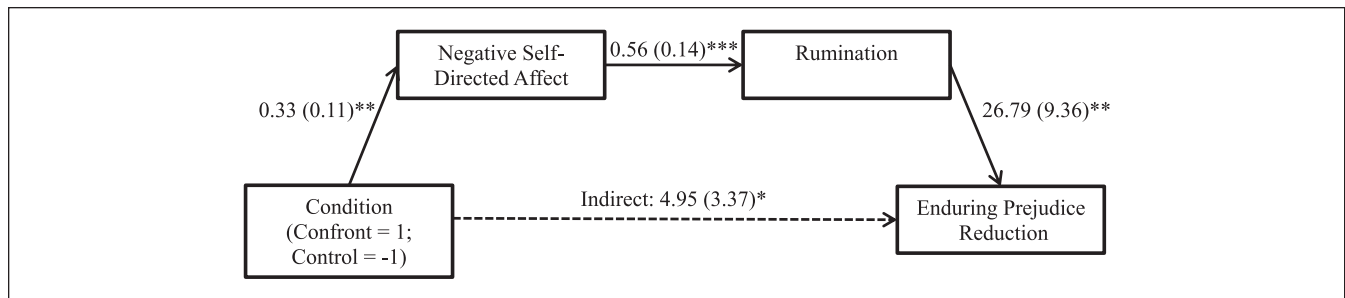 Negative Self-
Directed Affect
0.56 (0.14)***
Rumination
0.33 (0.11)**
26.79 (9.36)**
Condition
(Confront = 1;
Control = -1)
Indirect: 4.95 (3.37)*
Enduring Prejudice
Reduction